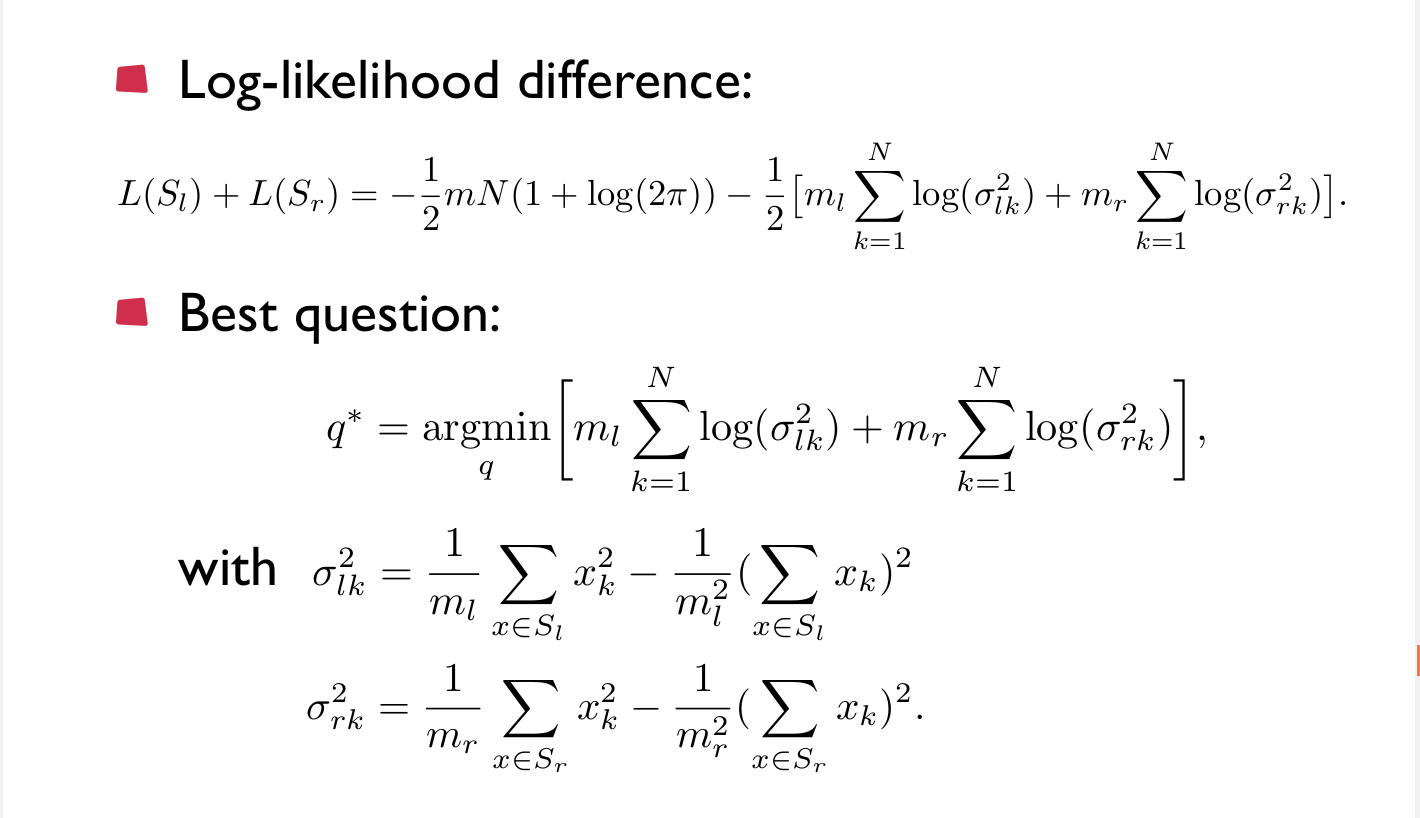 Log-likelihood difference:
$L(S_l) + L(S_r) = -\frac{1}{2}mN(1 + \log(2\pi)) - \frac{1}{2}\big[m_l \sum_{k=1}^{N} \log(\sigma_{lk}^2) + m_r \sum_{k=1}^{N} \log(\sigma_{rk}^2)\big].$
Best question:
$q^* = \underset{q}{\operatorname{argmin}} \left[ m_l \sum_{k=1}^{N} \log(\sigma_{lk}^2) + m_r \sum_{k=1}^{N} \log(\sigma_{rk}^2) \right],$
with $\sigma_{lk}^2 = \frac{1}{m_l} \sum_{x \in S_l} x_k^2 - \frac{1}{m_l^2} (\sum_{x \in S_l} x_k)^2$
$\sigma_{rk}^2 = \frac{1}{m_r} \sum_{x \in S_r} x_k^2 - \frac{1}{m_r^2} (\sum_{x \in S_r} x_k)^2.$